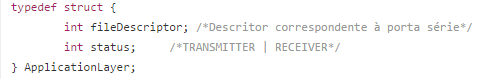 typedef struct {
int fileDescriptor; /*Descritor correspondente à porta série*/
int status; /*TRANSMITTER | RECEIVER*/
} ApplicationLayer;